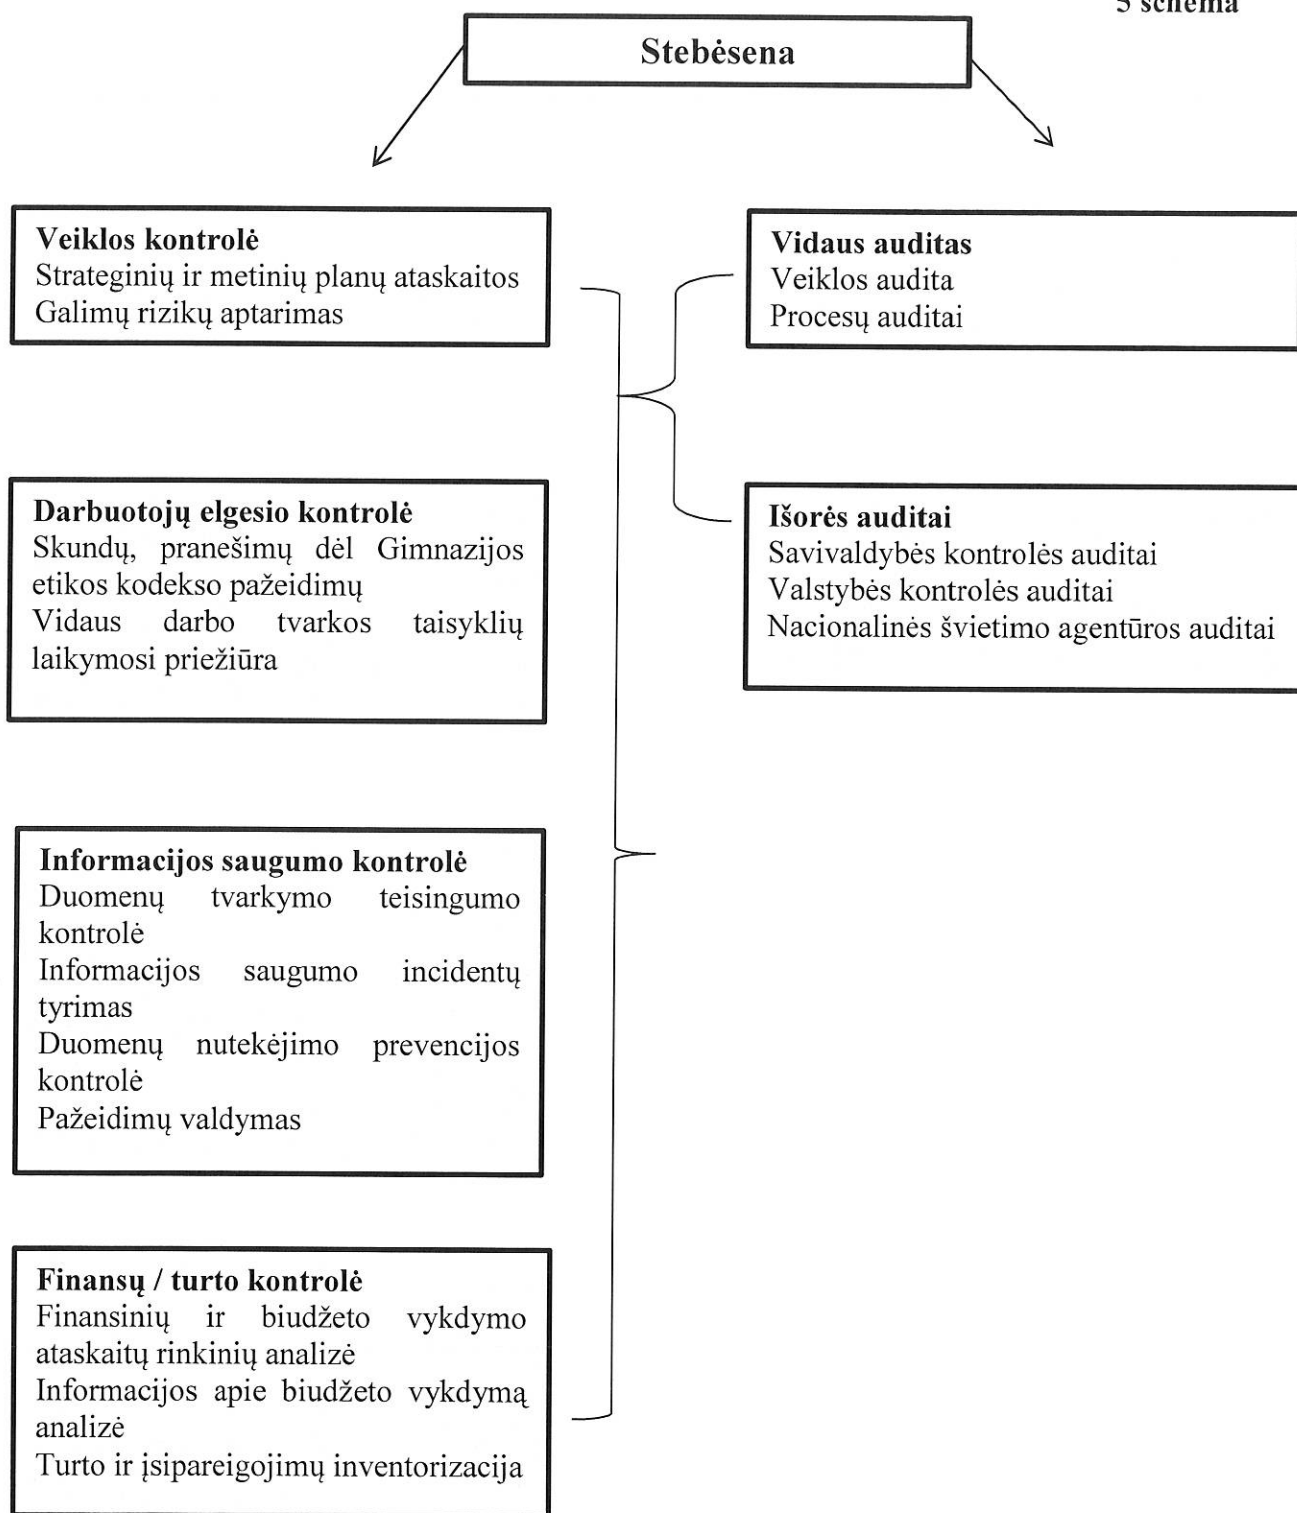 5 schema
Stebėsena
Veiklos kontrolė
Strateginių ir metinių planų ataskaitos
Galimų rizikų aptarimas
Vidaus auditas
Veiklos audita
Procesų auditai
Darbuotojų elgesio kontrolė
Skundų, pranešimų dėl Gimnazijos
etikos kodekso pažeidimų
Vidaus darbo tvarkos taisyklių
laikymosi priežiūra
Išorės auditai
Savivaldybės kontrolės auditai
Valstybės kontrolės auditai
Nacionalinės švietimo agentūros auditai
Informacijos saugumo kontrolė
Duomenų tvarkymo teisingumo
kontrolė
Informacijos saugumo incidentų
tyrimas
Duomenų nutekėjimo prevencijos
kontrolė
Pažeidimų valdymas
Finansų / turto kontrolė
Finansinių ir biudžeto vykdymo
ataskaitų rinkinių analizė
Informacijos apie biudžeto vykdymą
analizė
Turto ir įsipareigojimų inventorizacija